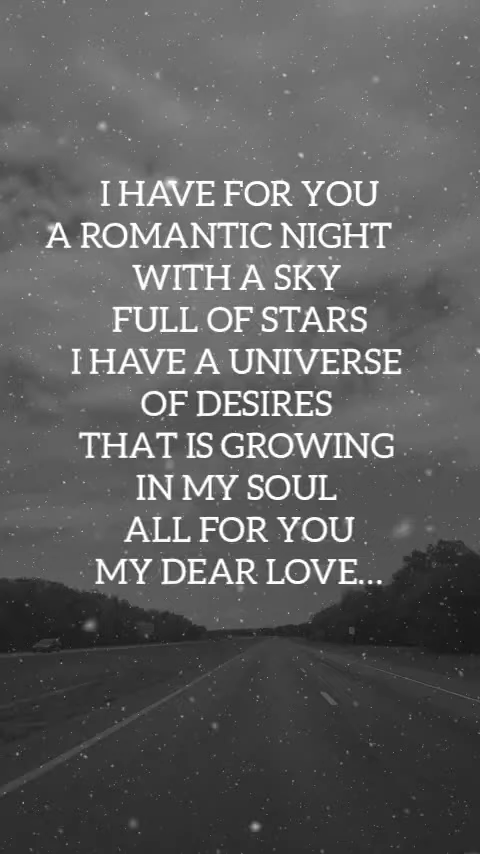 I HAVE FOR YOU
A ROMANTIC NIGHT
WITH A SKY
FULL OF STARS
I HAVE A UNIVERSE
OF DESIRES
THAT IS GROWING
IN MY SOUL
ALL FOR YOU
MY DEAR LOVE...